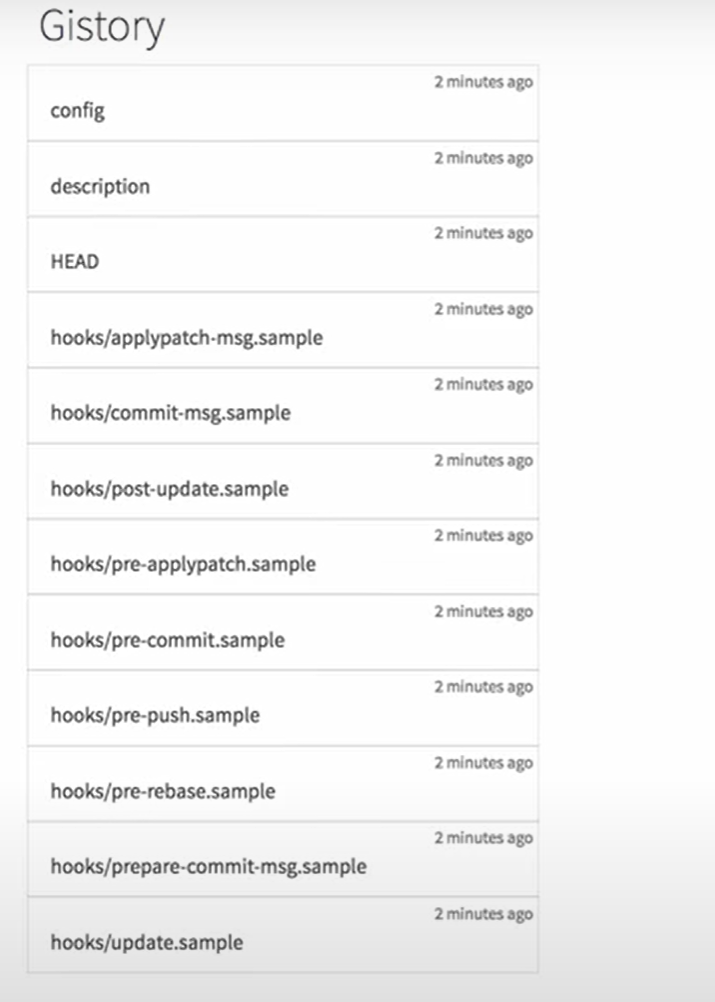 Gistory
2 minutes ago
config
2 minutes ago
description
2 minutes ago
HEAD
2 minutes ago
hooks/applypatch-msg.sample
2 minutes ago
hooks/commit-msg.sample
2 minutes ago
hooks/post-update.sample
2 minutes ago
hooks/pre-applypatch.sample
2 minutes ago
hooks/pre-commit.sample
2 minutes ago
hooks/pre-push.sample
2 minutes ago
hooks/pre-rebase.sample
2 minutes ago
hooks/prepare-commit-msg.sample
2 minutes ago
hooks/update.sample